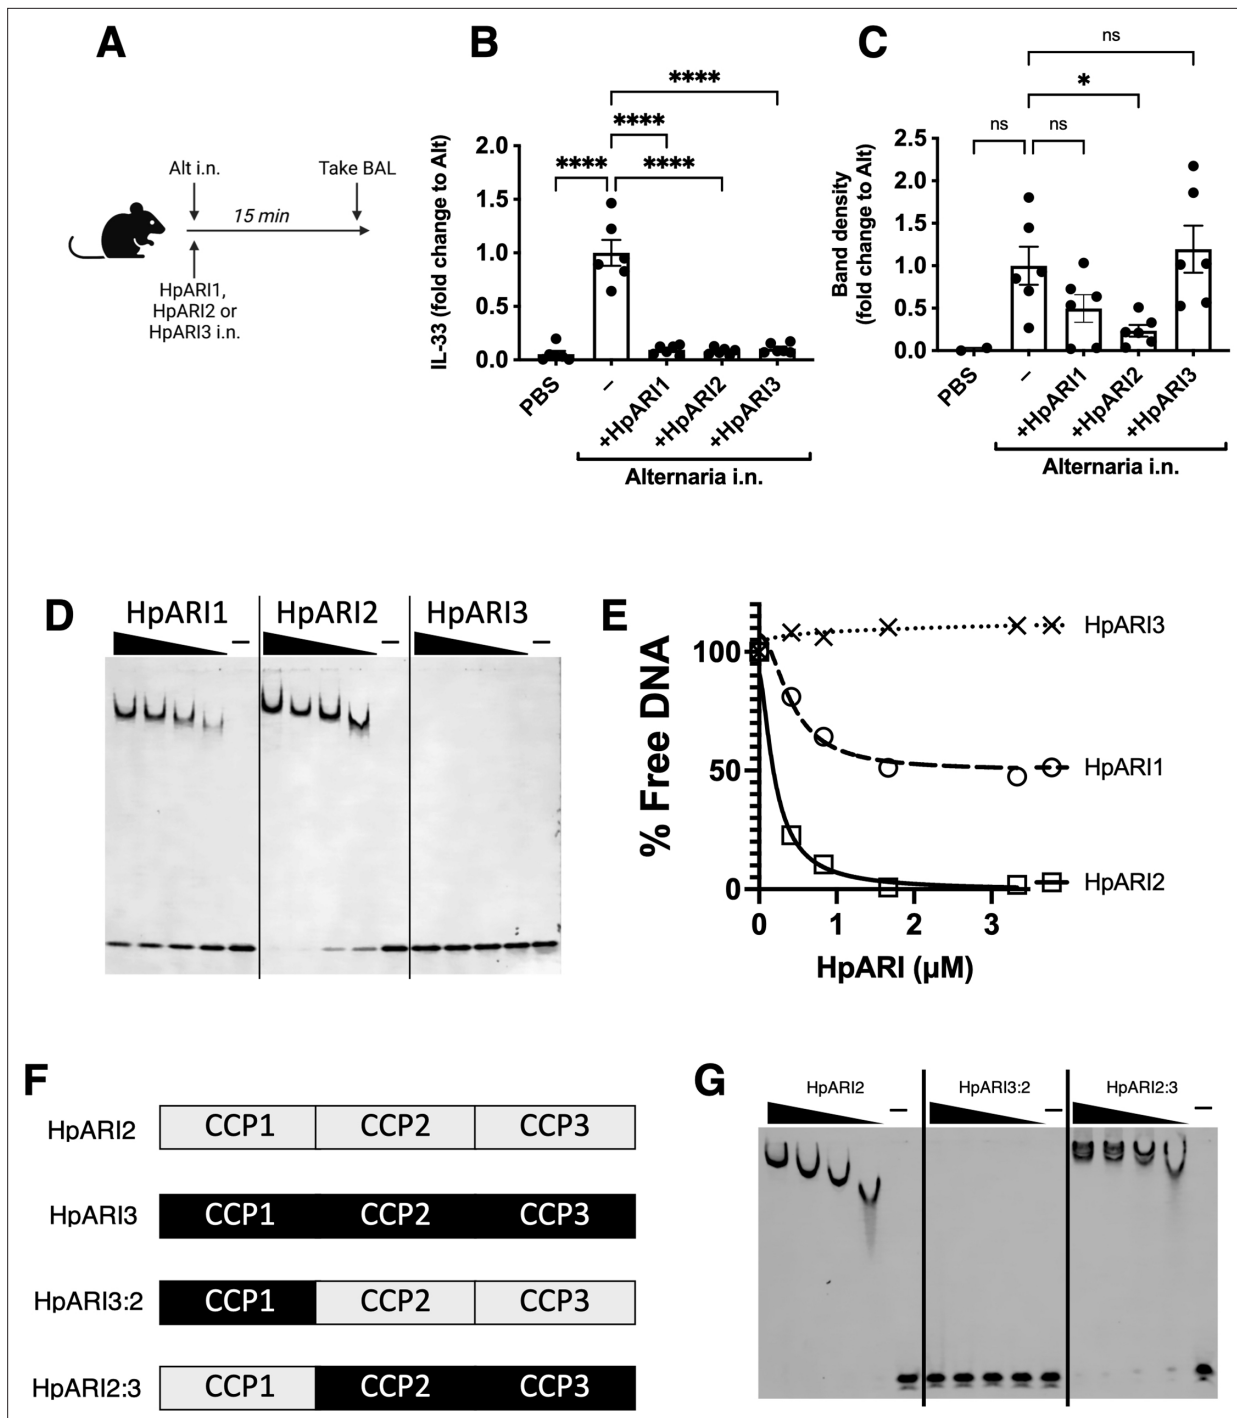 A
Alt i.n.
Take BAL
15 min
HpARI1,
HpARI2 or
HpARI3 i.n.
B
****
****
**** ****
IL-33 (fold change to Alt)
2.0
1.5
1.0
0.5
0.0
PBS
–
+HpARI1
+HpARI2
+HpARI3
Alternaria i.n.
C
ns
*
ns ns
Band density
(fold change to Alt)
2.5
2.0
1.5
1.0
0.5
0.0
PBS
–
+HpARI1
+HpARI2
+HpARI3
Alternaria i.n.
D
HpARI1 HpARI2 HpARI3
– – –
E
% Free DNA
100
50
0
0 1 2 3
HpARI (μM)
HpARI3
HpARI1
HpARI2
F
HpARI2 CCP1 CCP2 CCP3
HpARI3 CCP1 CCP2 CCP3
HpARI3:2 CCP1 CCP2 CCP3
HpARI2:3 CCP1 CCP2 CCP3
G
HpARI2 HpARI3:2 HpARI2:3
– – –